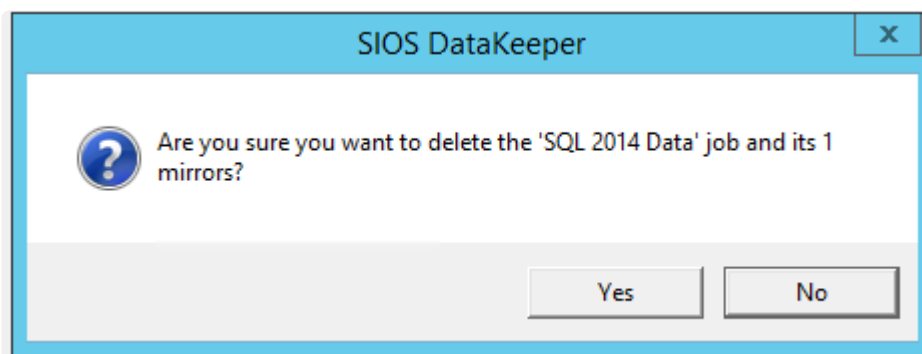 SIOS DataKeeper
x
Are you sure you want to delete the 'SQL 2014 Data' job and its 1
mirrors?
Yes No